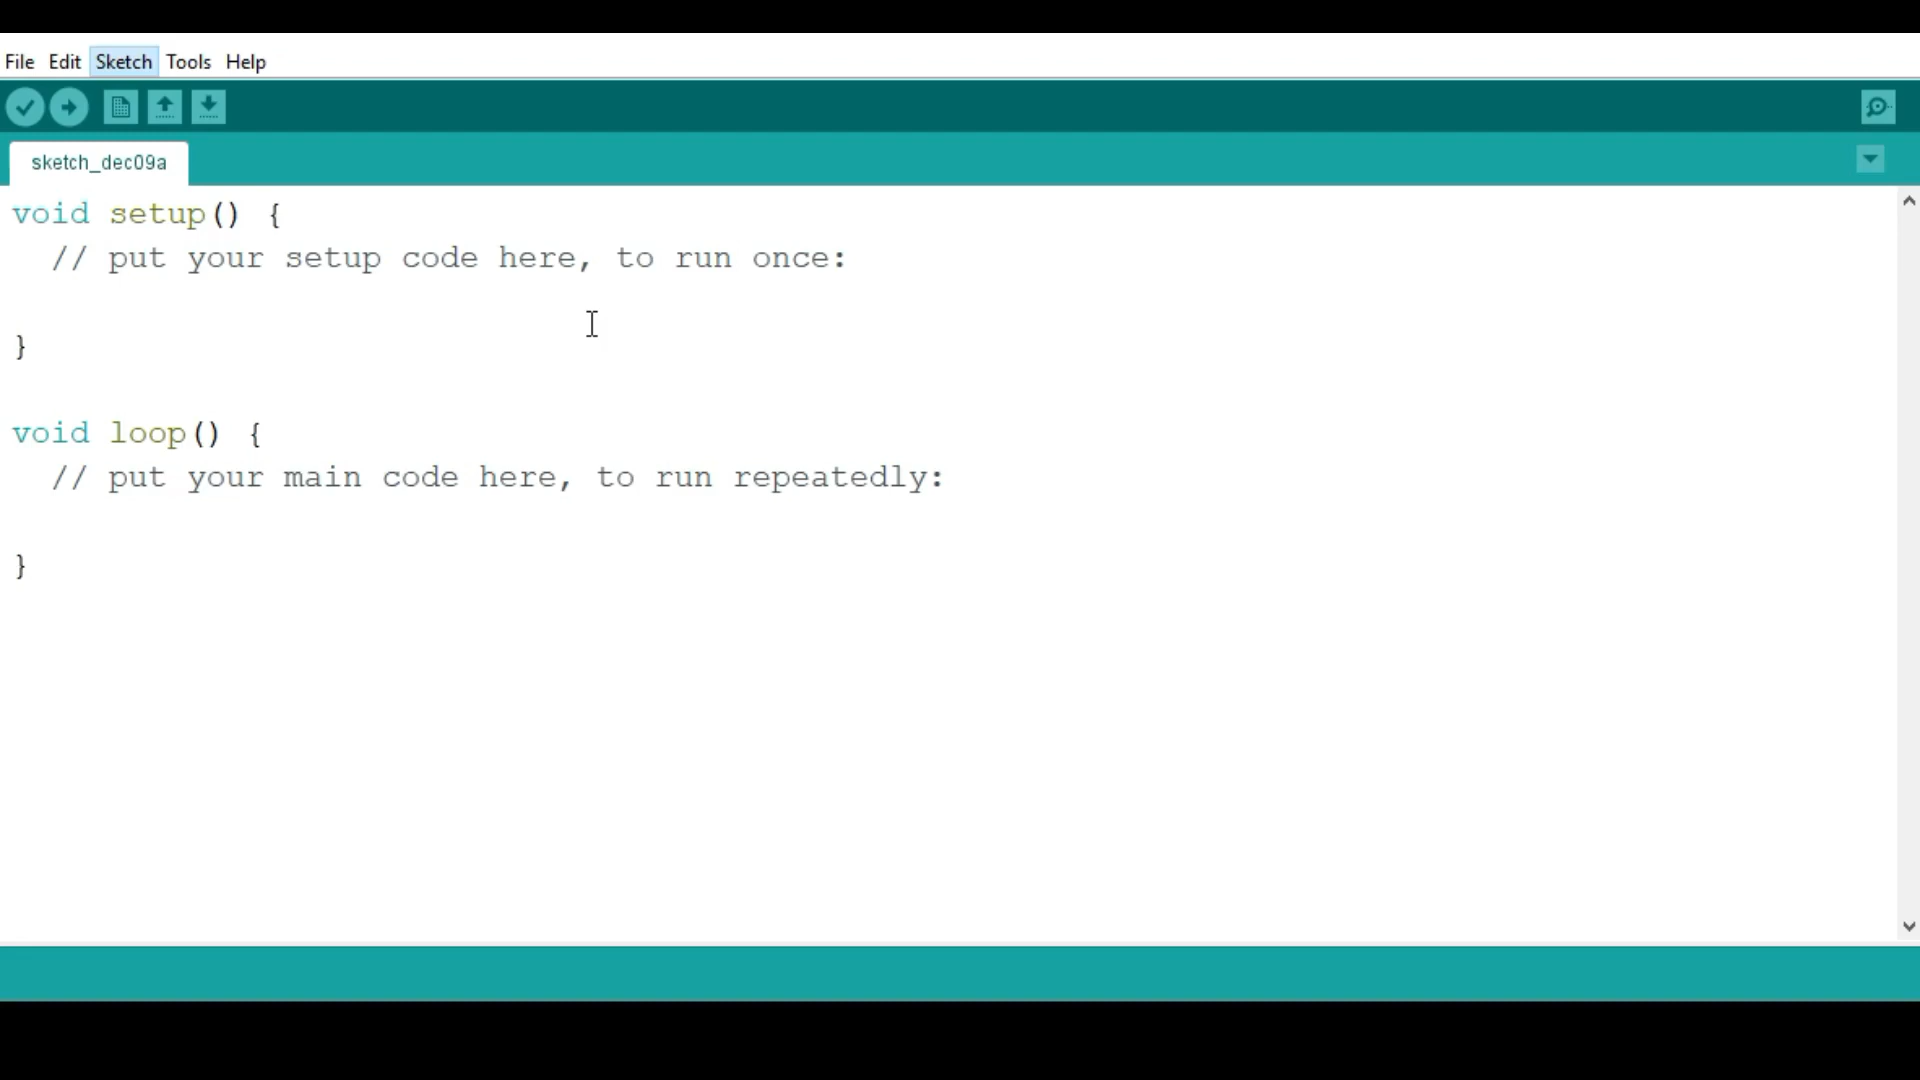 File Edit Sketch Tools Help
sketch_dec09a
void setup() {
  // put your setup code here, to run once:
}
void loop() {
  // put your main code here, to run repeatedly:
}